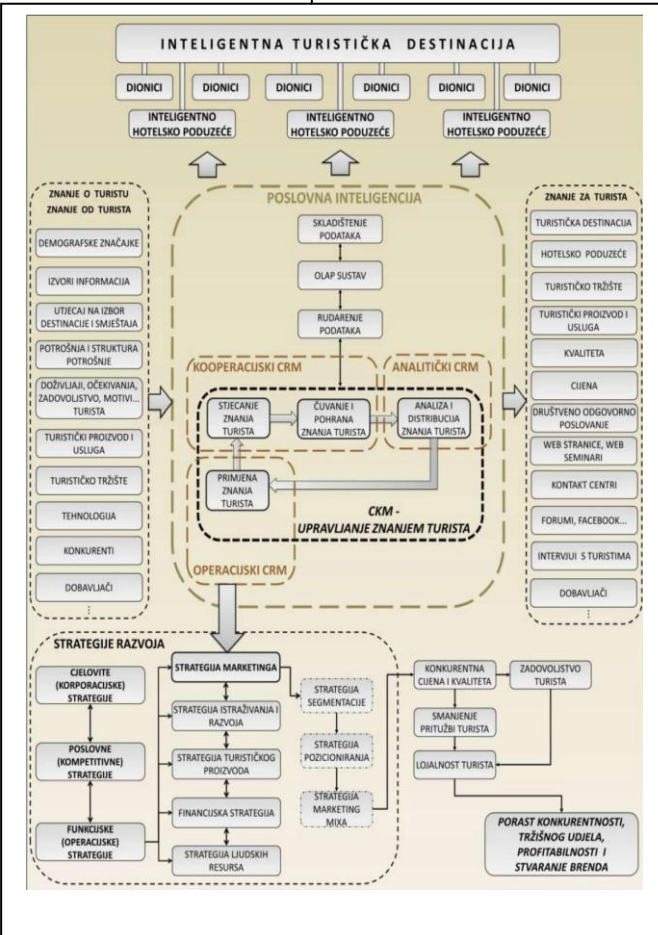 INTELIGENTNA TURISTIČKA DESTINACIJA
DIONICI
DIONICI
DIONICI
DIONICI
DIONICI
DIONICI
INTELIGENTNO
HOTELSKO PODUZEĆE
INTELIGENTNO
HOTELSKO PODUZEĆE
INTELIGENTNO
HOTELSKO PODUZEĆE
ZNANJE O TURISTU
ZNANJE OD TURISTA
DEMOGRAFSKE ZNAČAJKE
IZVORI INFORMACIJA
UTJECAJ NA IZBOR
DESTINACIJE I SMJEŠTAJA
POTROŠNJA I STRUKTURA
POTROŠNJE
DOŽIVLJAJI, OČEKIVANJA,
ZADOVOLJSTVO, MOTIVI...
TURISTA
TURISTIČKI PROIZVOD I
USLUGA
TURISTIČKO TRŽIŠTE
TEHNOLOGIJA
KONKURENTI
DOBAVLJAČI
⋮
POSLOVNA INTELIGENCIJA
SKLADIŠTENJE
PODATAKA
OLAP SUSTAV
RUDARENJE
PODATAKA
KOOPERACIJSKI CRM
ANALITIČKI CRM
STJECANJE
ZNANJA
TURISTA
ČUVANJE I
POHRANA
ZNANJA TURISTA
ANALIZA I
DISTRIBUCIJA
ZNANJA TURISTA
PRIMJENA
ZNANJA
TURISTA
CKM -
UPRAVLJANJE ZNANJEM TURISTA
OPERACIJSKI CRM
ZNANJE ZA TURISTA
TURISTIČKA DESTINACIJA
HOTELSKO PODUZEĆE
TURISTIČKO TRŽIŠTE
TURISTIČKI PROIZVOD I
USLUGA
KVALITETA
CIJENA
DRUŠTVENO ODGOVORNO
POSLOVANJE
WEB STRANICE, WEB
SEMINARI
KONTAKT CENTRI
FORUMI, FACEBOOK...
INTERVJUI S TURISTIMA
DOBAVLJAČI
⋮
STRATEGIJE RAZVOJA
CJELOVITE
(KORPORACIJSKE)
STRATEGIJE
POSLOVNE
(KOMPETITIVNE)
STRATEGIJE
FUNKCIJSKE
(OPERACIJSKE)
STRATEGIJE
STRATEGIJA MARKETINGA
STRATEGIJA ISTRAŽIVANJA I
RAZVOJA
STRATEGIJA TURISTIČKOG
PROIZVODA
FINANCIJSKA STRATEGIJA
STRATEGIJA LJUDSKIH
RESURSA
STRATEGIJA
SEGMENTACIJE
STRATEGIJA
POZICIONIRANJA
STRATEGIJA
MARKETING
MIXA
KONKURENTNA
CIJENA I KVALITETA
ZADOVOLJSTVO
TURISTA
SMANJENJE
PRITUŽBI TURISTA
LOJALNOST TURISTA
PORAST KONKURENTNOSTI,
TRŽIŠNOG UDJELA,
PROFITABILNOSTI I
STVARANJE BRENDA